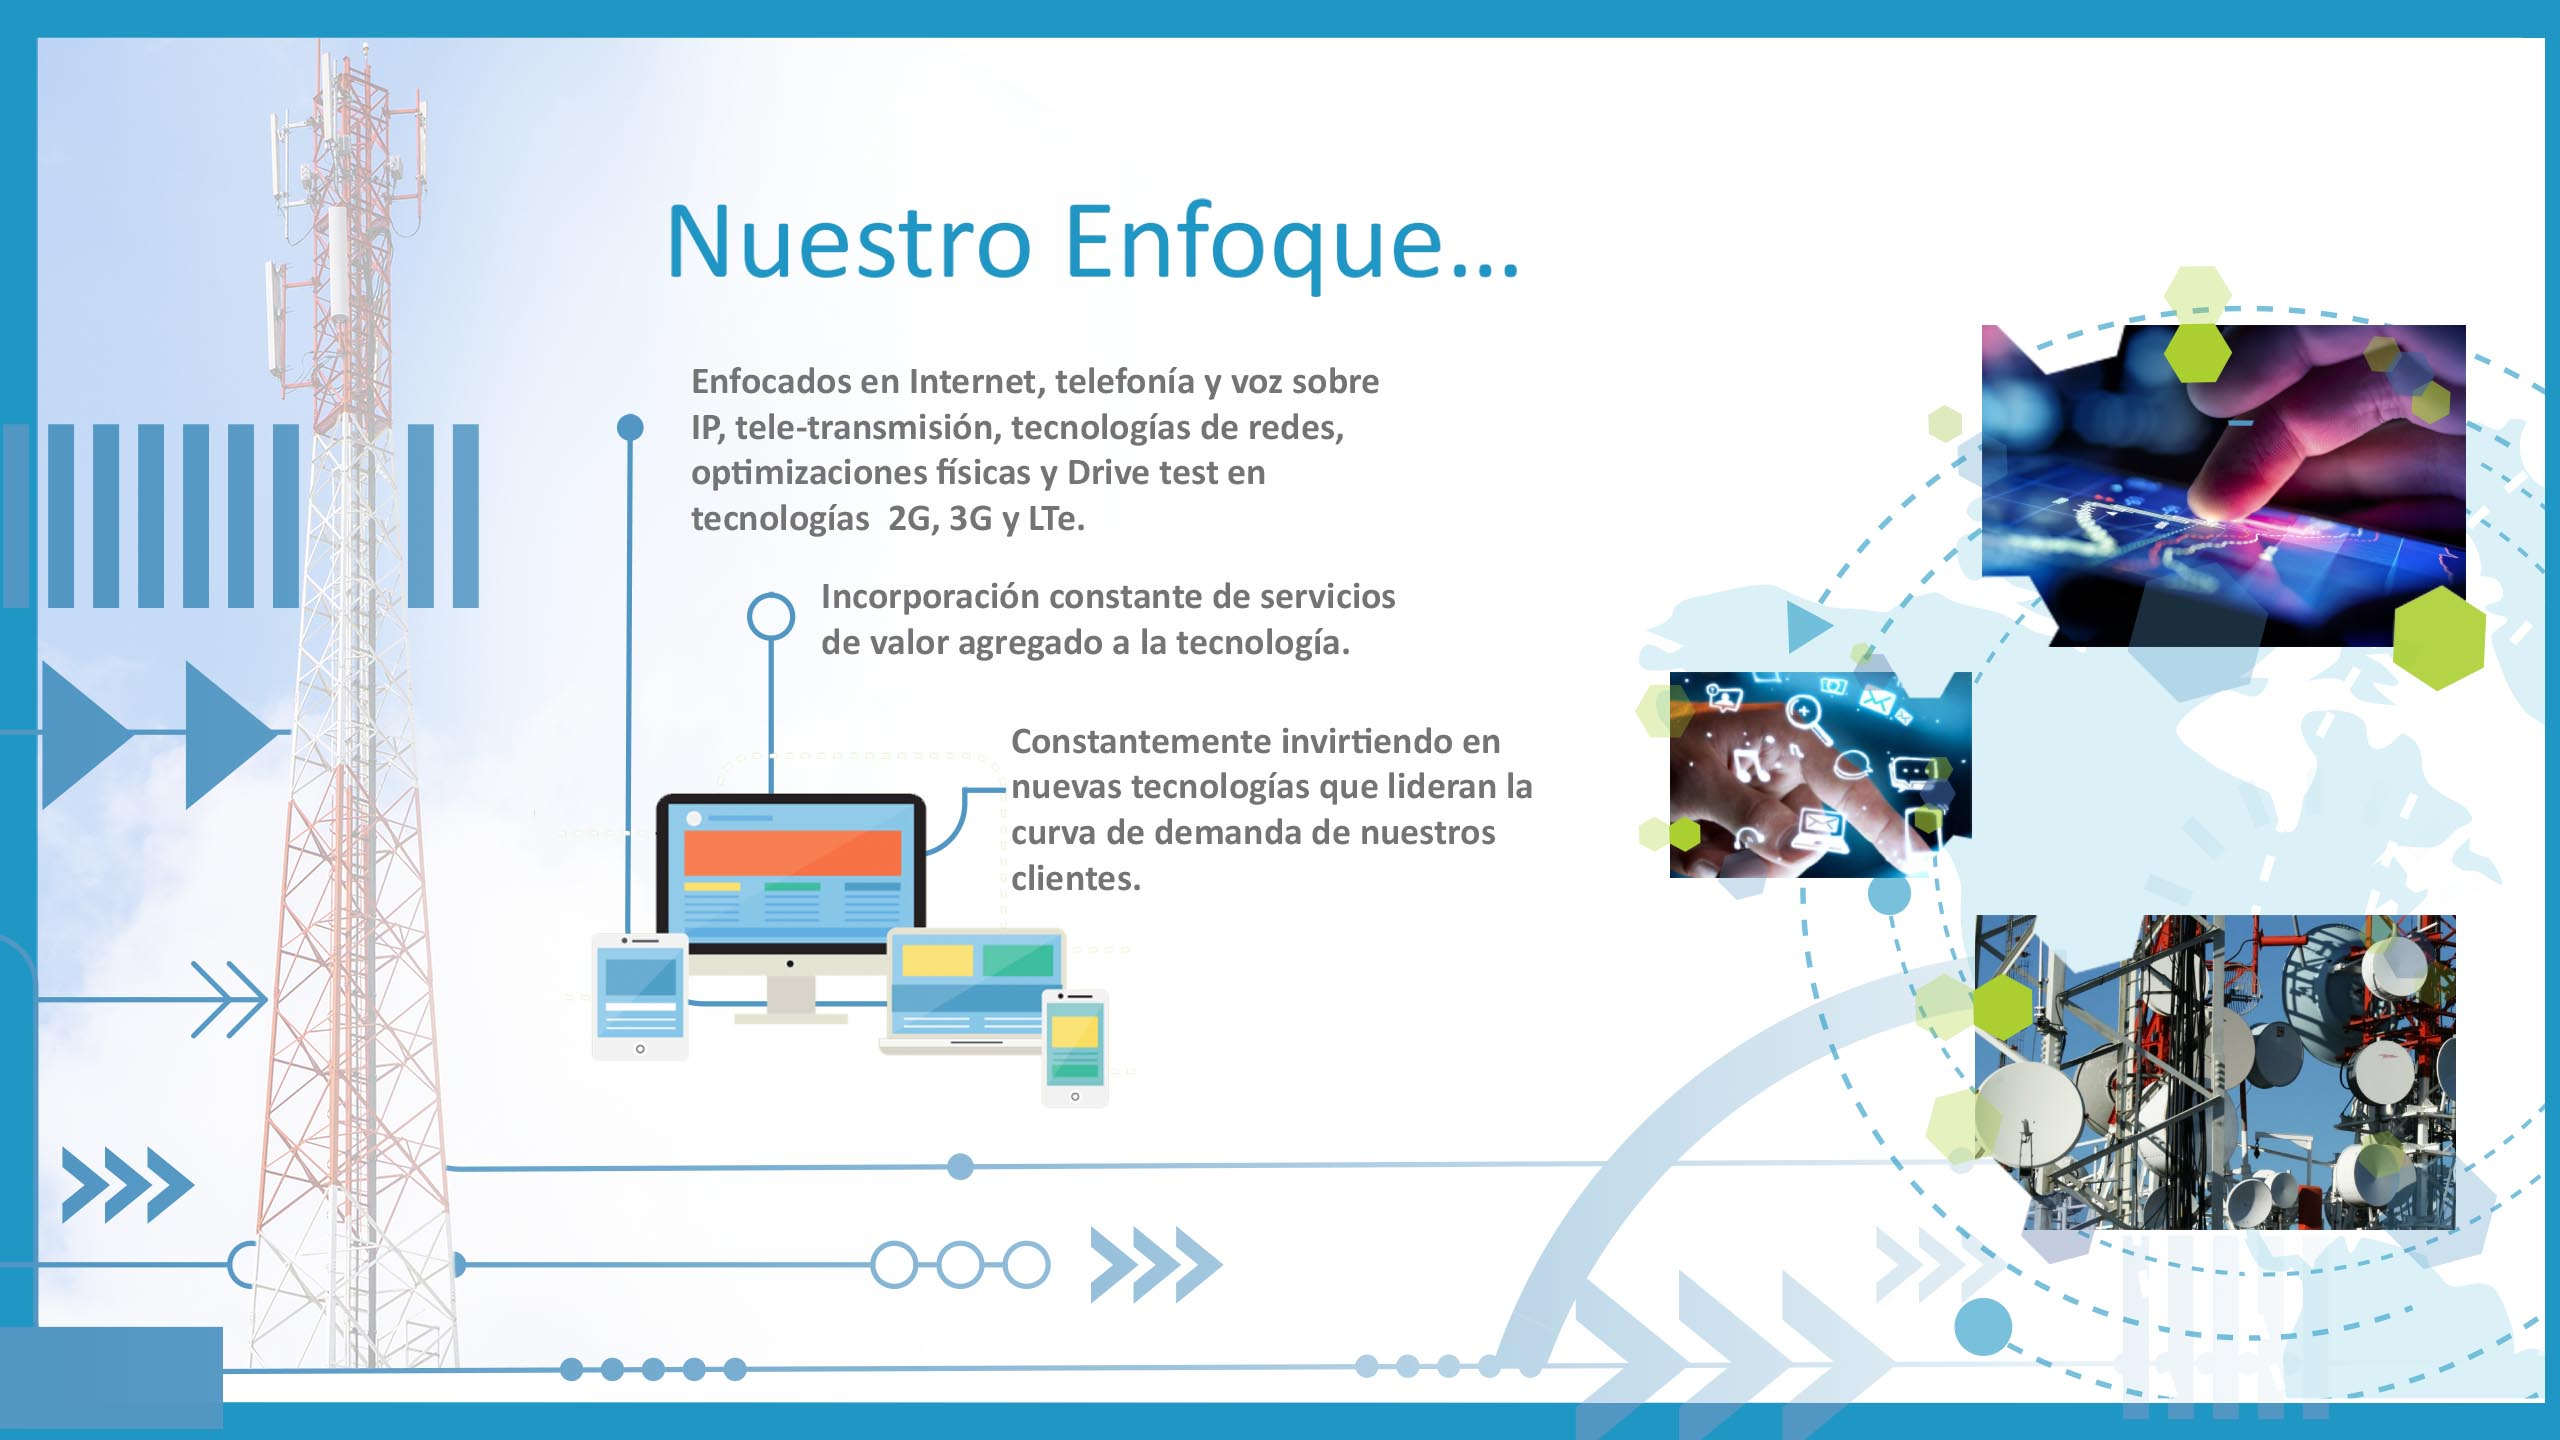 Nuestro Enfoque...
Enfocados en Internet, telefonía y voz sobre
IP, tele-transmisión, tecnologías de redes,
optimizaciones físicas y Drive test en
tecnologías  2G, 3G y LTe.
Incorporación constante de servicios
de valor agregado a la tecnología.
Constantemente invirtiendo en
nuevas tecnologías que lideran la
curva de demanda de nuestros
clientes.